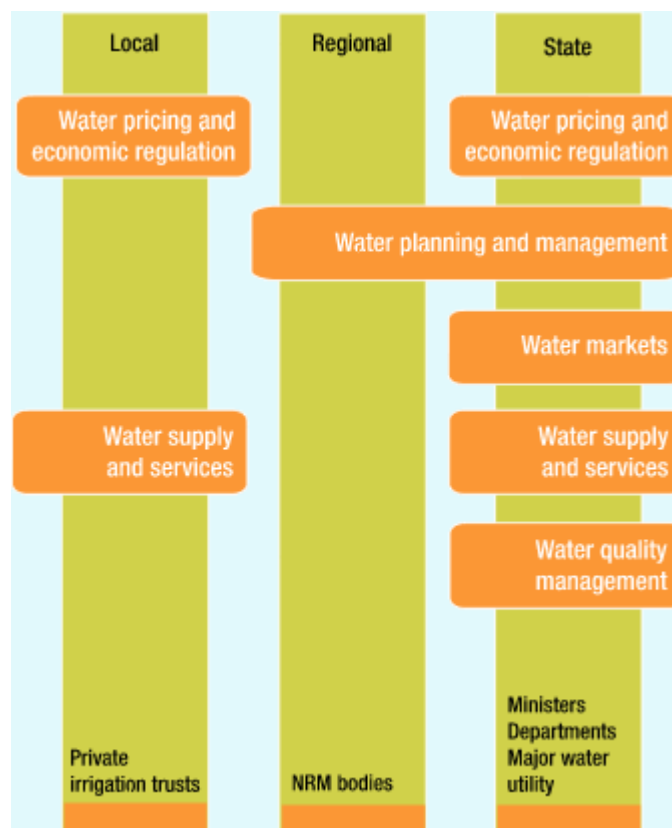 Local
Regional
State
Water pricing and
economic regulation
Water pricing and
economic regulation
Water planning and management
Water markets
Water supply
and services
Water supply
and services
Water quality
management
Private
irrigation trusts
NRM bodies
Ministers
Departments
Major water
utility